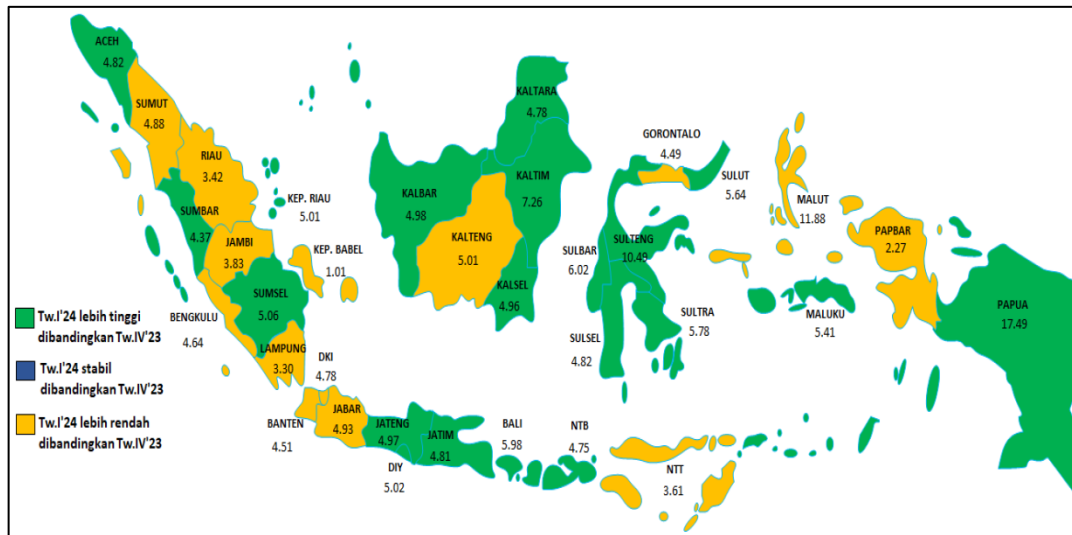 ACEH
4.82
SUMUT
4.88
RIAU
3.42
KEP. RIAU
5.01
SUMBAR
4.37
JAMBI
3.83
KEP. BABEL
1.01
SUMSEL
5.06
BENGKULU
4.64
LAMPUNG
3.30
DKI
4.78
BANTEN
4.51
JABAR
4.93
JATENG
4.97
DIY
5.02
JATIM
4.81
BALI
5.98
NTB
4.75
NTT
3.61
KALTARA
4.78
KALBAR
4.98
KALTIM
7.26
KALTENG
5.01
KALSEL
4.96
GORONTALO
4.49
SULUT
5.64
SULBAR
6.02
SULTENG
10.49
SULSEL
4.82
SULTRA
5.78
MALUT
11.88
MALUKU
5.41
PAPBAR
2.27
PAPUA
17.49
Tw.I'24 lebih tinggi
dibandingkan Tw.IV'23
Tw.I'24 stabil
dibandingkan Tw.IV'23
Tw.I'24 lebih rendah
dibandingkan Tw.IV'23